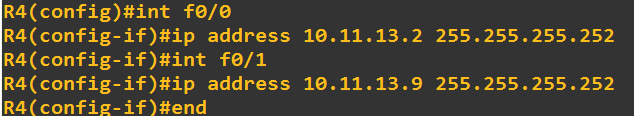 R4(config)#int f0/0
R4(config-if)#ip address 10.11.13.2 255.255.255.252
R4(config-if)#int f0/1
R4(config-if)#ip address 10.11.13.9 255.255.255.252
R4(config-if)#end